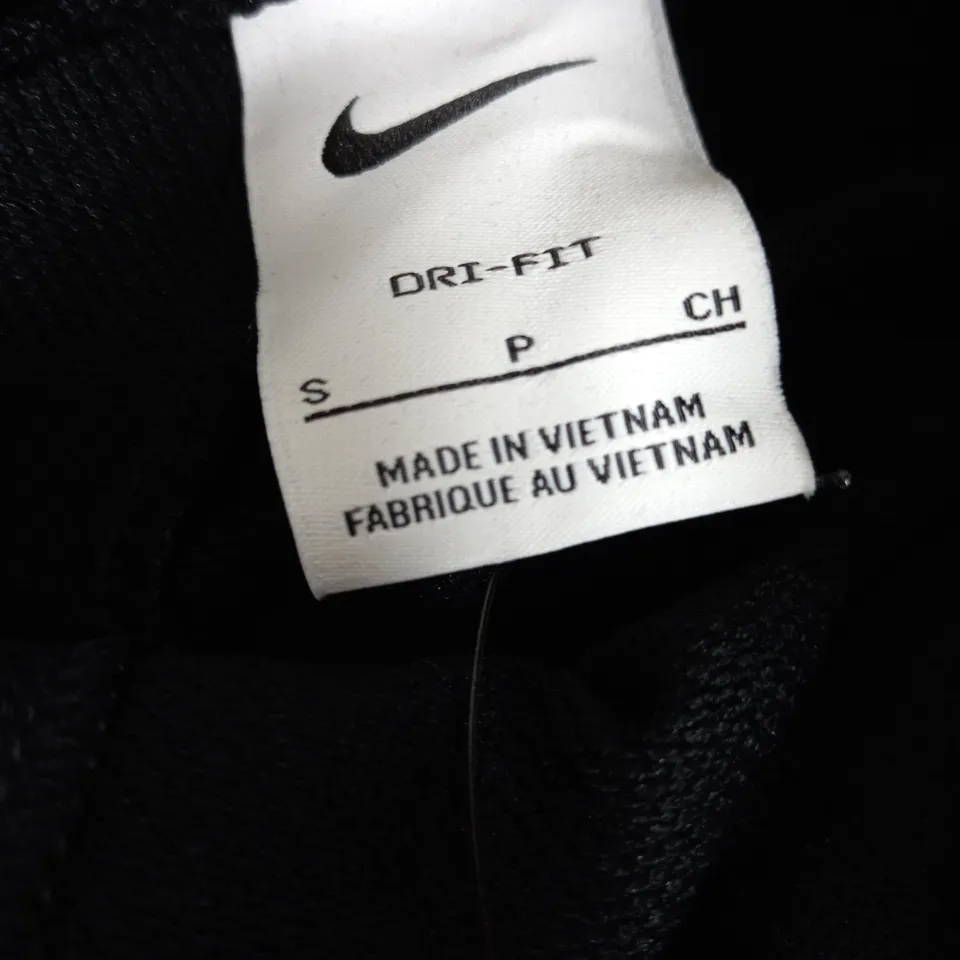 DRI-FIT
S P CH
MADE IN VIETNAM
FABRIQUE AU VIETNAM